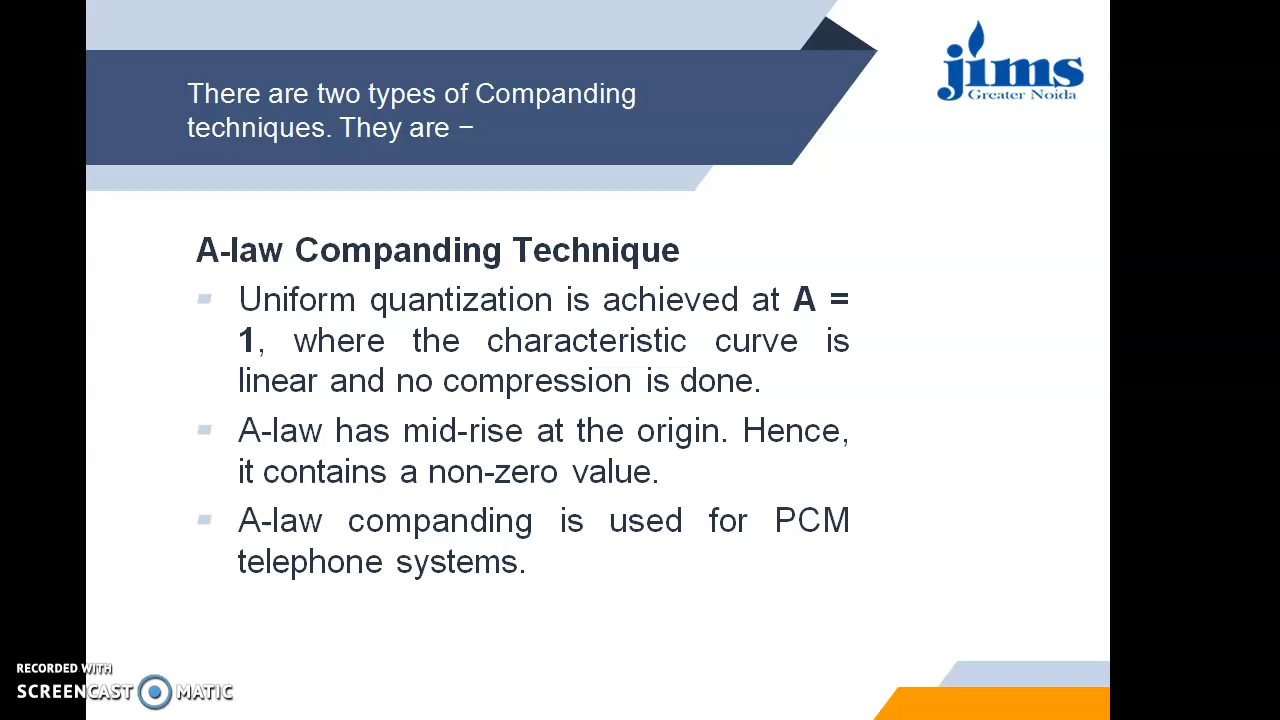 There are two types of Companding
techniques. They are −
jims
Greater Noida
A-law Companding Technique
Uniform quantization is achieved at A =
1, where the characteristic curve is
linear and no compression is done.
A-law has mid-rise at the origin. Hence,
it contains a non-zero value.
A-law companding is used for PCM
telephone systems.
RECORDED WITH
SCREENCAST MATIC